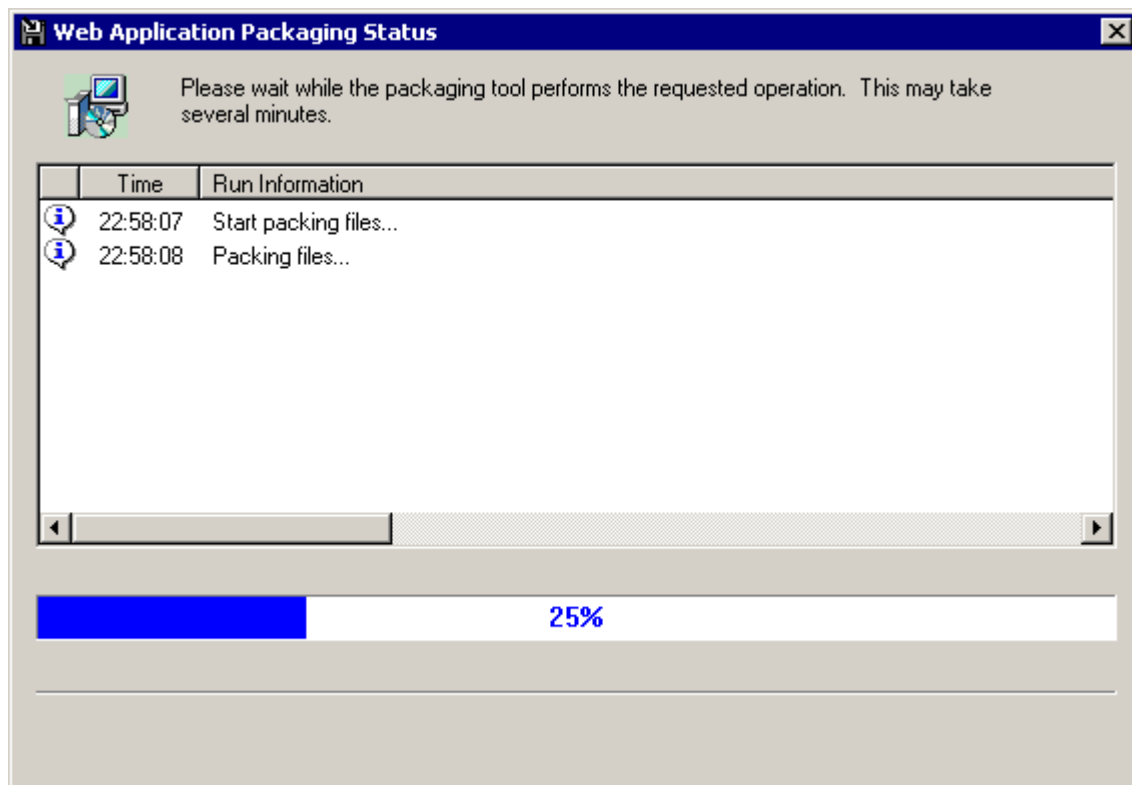 Web Application Packaging Status
Please wait while the packaging tool performs the requested operation.  This may take
several minutes.
Time Run Information
22:58:07 Start packing files...
22:58:08 Packing files...
25%